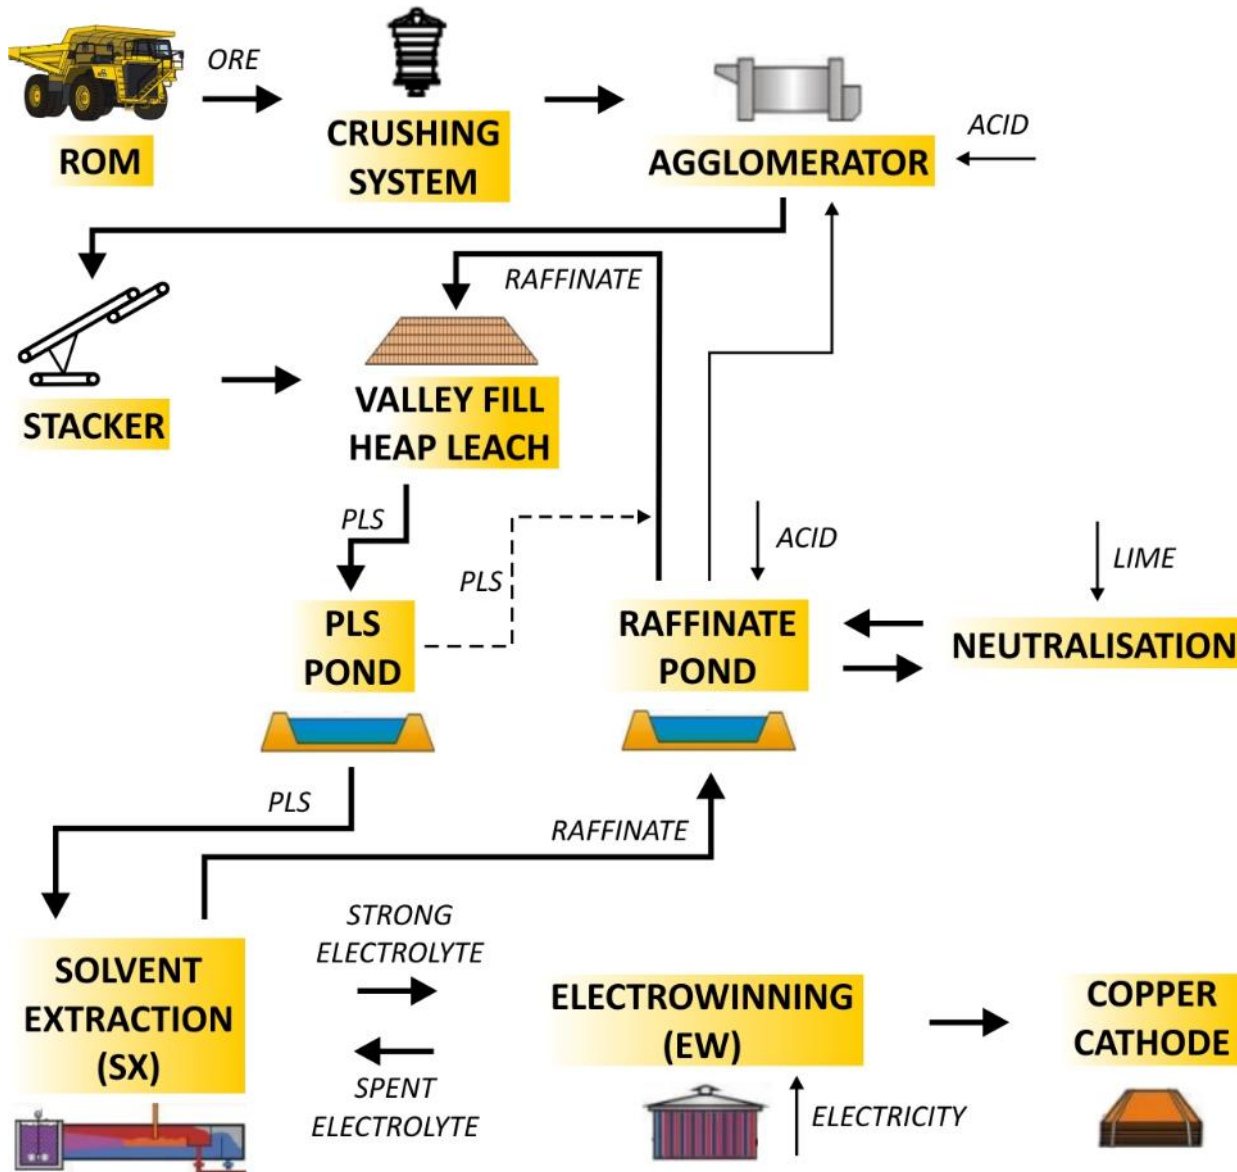 ORE
ROM
CRUSHING
SYSTEM
AGGLOMERATOR
ACID
RAFFINATE
STACKER
VALLEY FILL
HEAP LEACH
PLS
PLS
ACID
LIME
PLS
POND
RAFFINATE
POND
NEUTRALISATION
PLS
RAFFINATE
STRONG
ELECTROLYTE
SOLVENT
EXTRACTION
(SX)
SPENT
ELECTROLYTE
ELECTROWINNING
(EW)
ELECTRICITY
COPPER
CATHODE